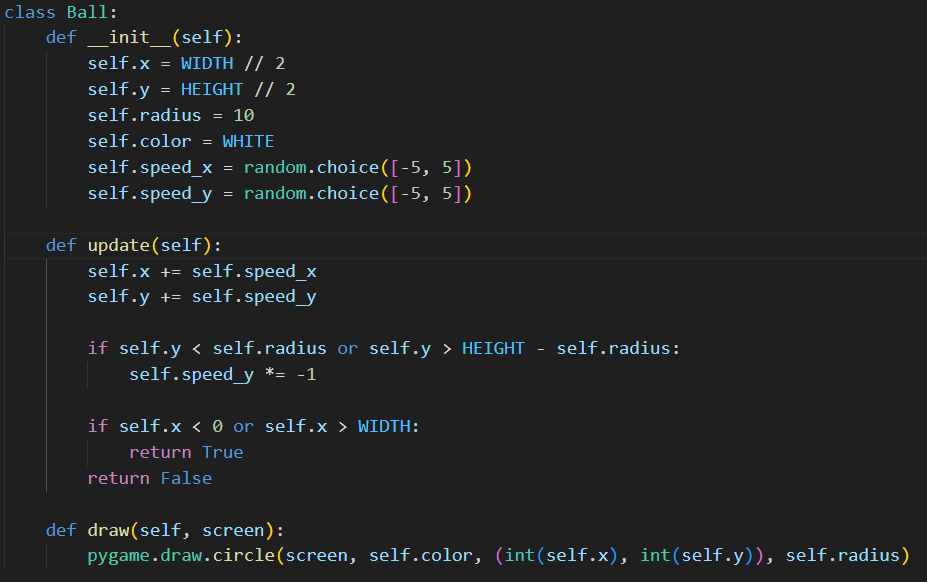 class Ball:
    def __init__(self):
        self.x = WIDTH // 2
        self.y = HEIGHT // 2
        self.radius = 10
        self.color = WHITE
        self.speed_x = random.choice([-5, 5])
        self.speed_y = random.choice([-5, 5])

    def update(self):
        self.x += self.speed_x
        self.y += self.speed_y

        if self.y < self.radius or self.y > HEIGHT - self.radius:
            self.speed_y *= -1

        if self.x < 0 or self.x > WIDTH:
            return True
        return False

    def draw(self, screen):
        pygame.draw.circle(screen, self.color, (int(self.x), int(self.y)), self.radius)